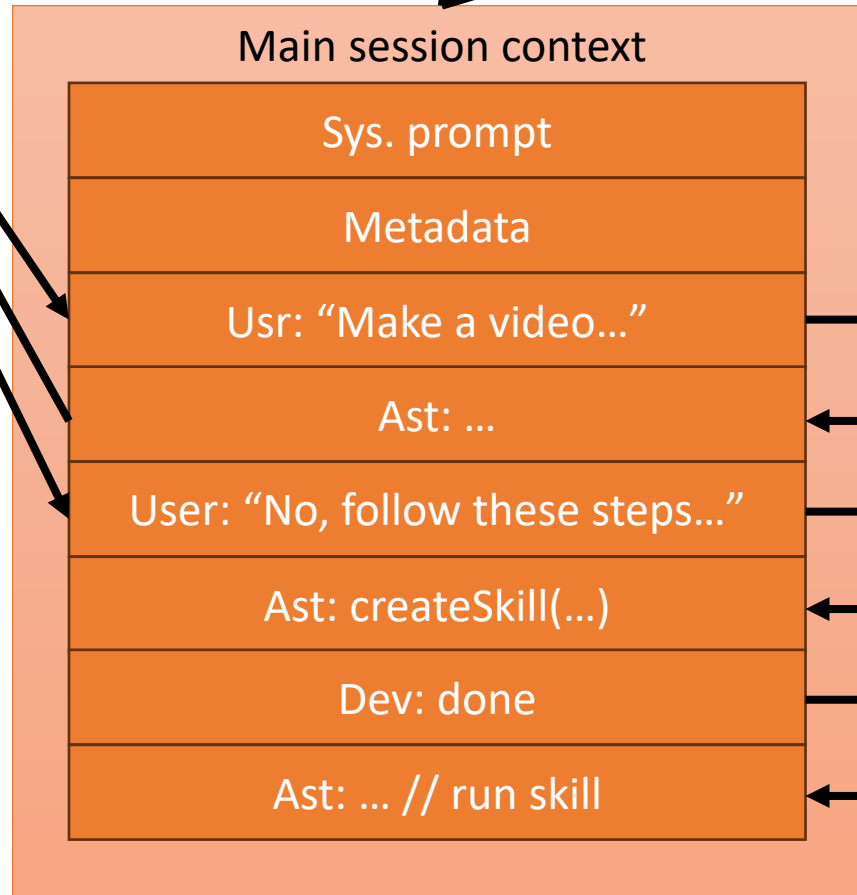 Main session context
Sys. prompt
Metadata
Usr: “Make a video…”
Ast: …
User: “No, follow these steps…”
Ast: createSkill(…)
Dev: done
Ast: … // run skill